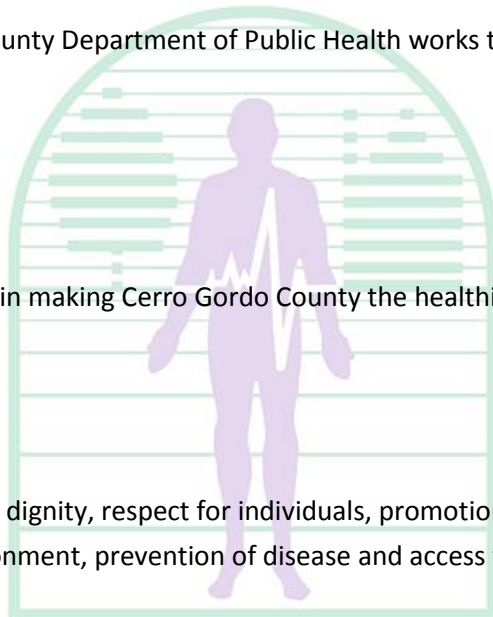 unty Department of Public Health works t
in making Cerro Gordo County the healthi
dignity, respect for individuals, promotio
onment, prevention of disease and access